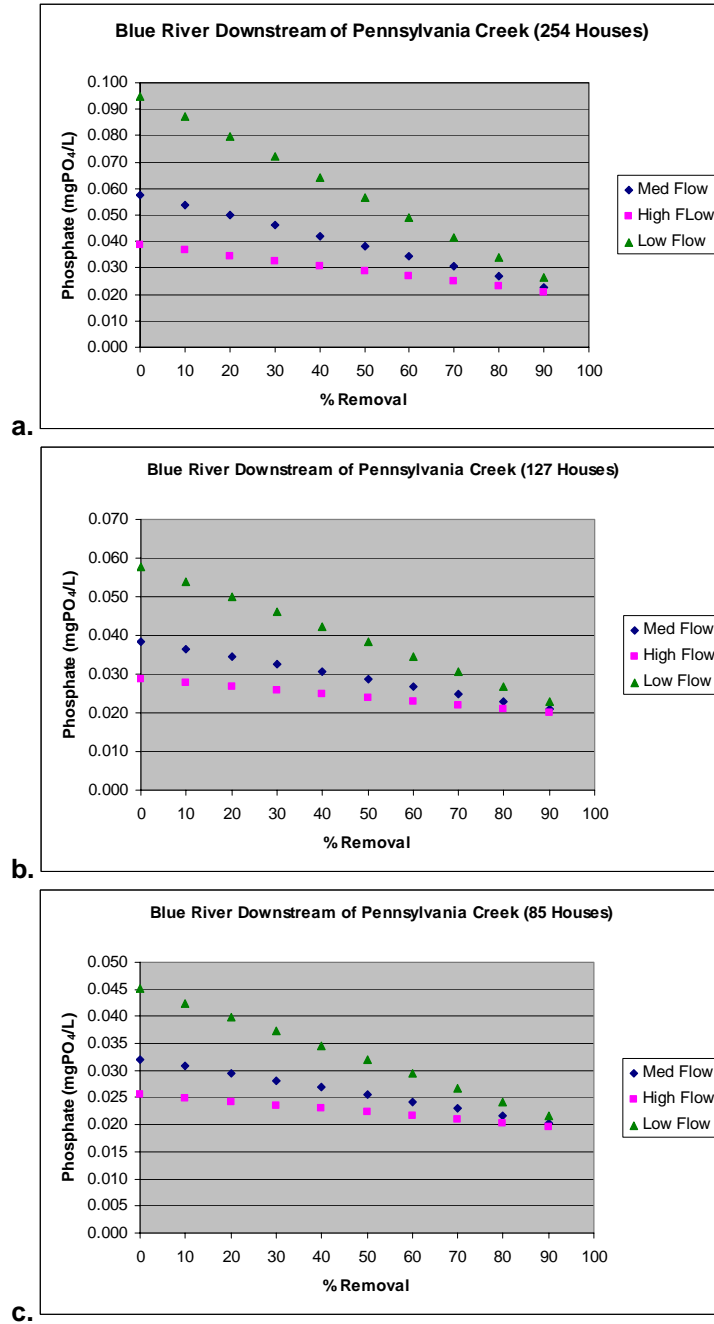 Blue River Downstream of Pennsylvania Creek (254 Houses)
Phosphate (mgPO₄/L)
0.100
0.090
0.080
0.070
0.060
0.050
0.040
0.030
0.020
0.010
0.000
0 10 20 30 40 50 60 70 80 90 100
% Removal
Med Flow
High FLow
Low Flow
a.
Blue River Downstream of Pennsylvania Creek (127 Houses)
Phosphate (mgPO₄/L)
0.070
0.060
0.050
0.040
0.030
0.020
0.010
0.000
0 10 20 30 40 50 60 70 80 90 100
% Removal
Med Flow
High Flow
Low Flow
b.
Blue River Downstream of Pennsylvania Creek (85 Houses)
Phosphate (mgPO₄/L)
0.050
0.045
0.040
0.035
0.030
0.025
0.020
0.015
0.010
0.005
0.000
0 10 20 30 40 50 60 70 80 90 100
% Removal
Med Flow
High Flow
Low Flow
c.